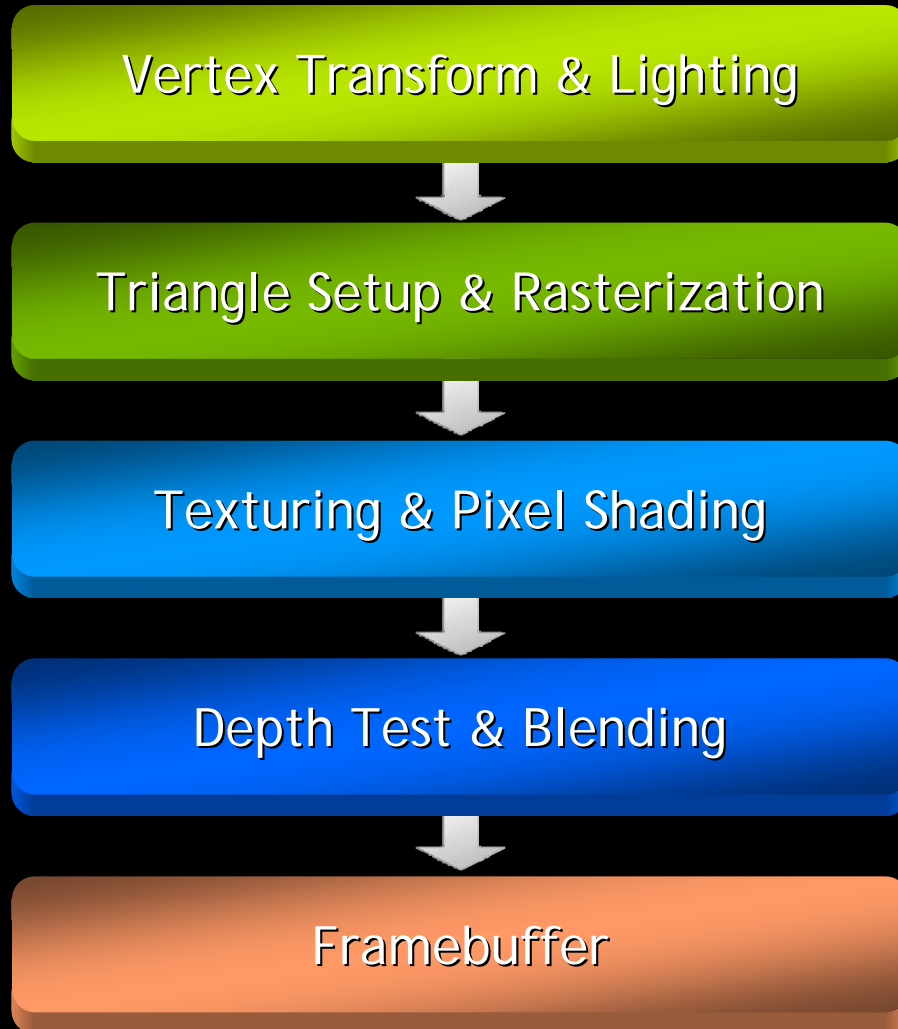 Vertex Transform & Lighting
Triangle Setup & Rasterization
Texturing & Pixel Shading
Depth Test & Blending
Framebuffer